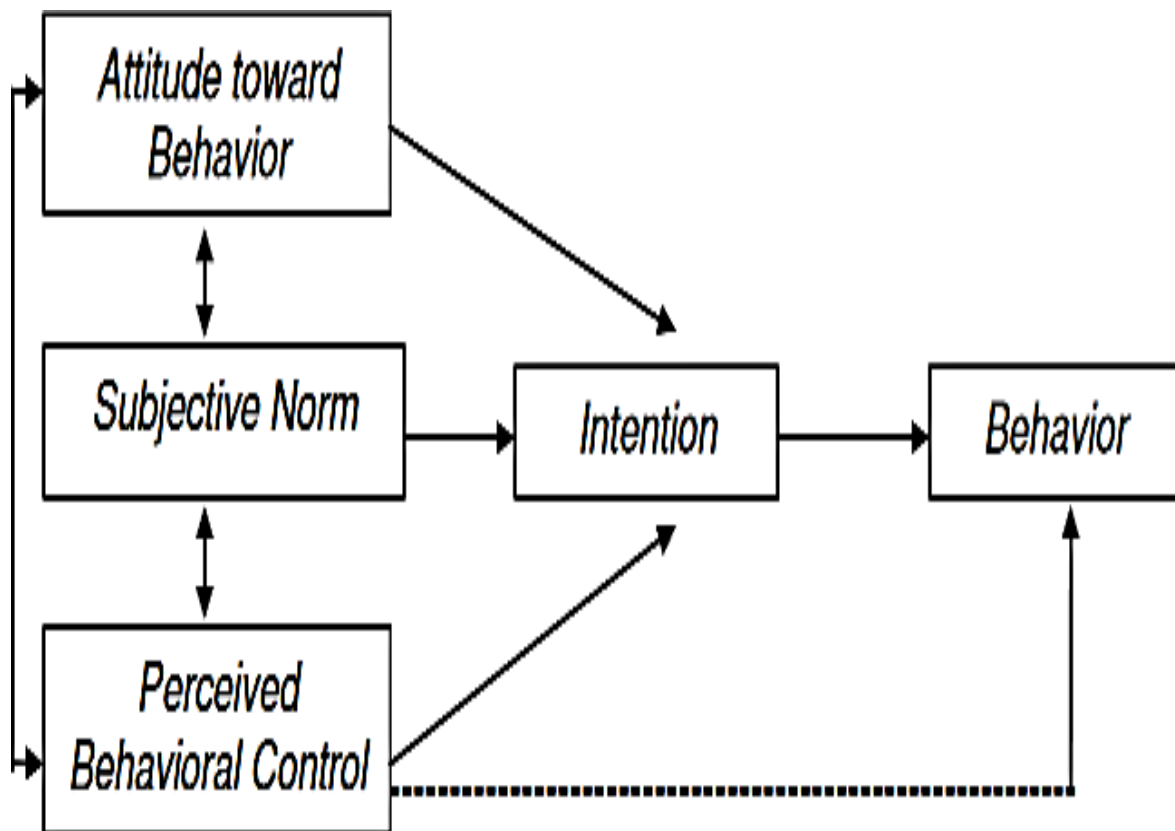 Attitude toward
Behavior
Subjective Norm
Intention
Behavior
Perceived
Behavioral Control